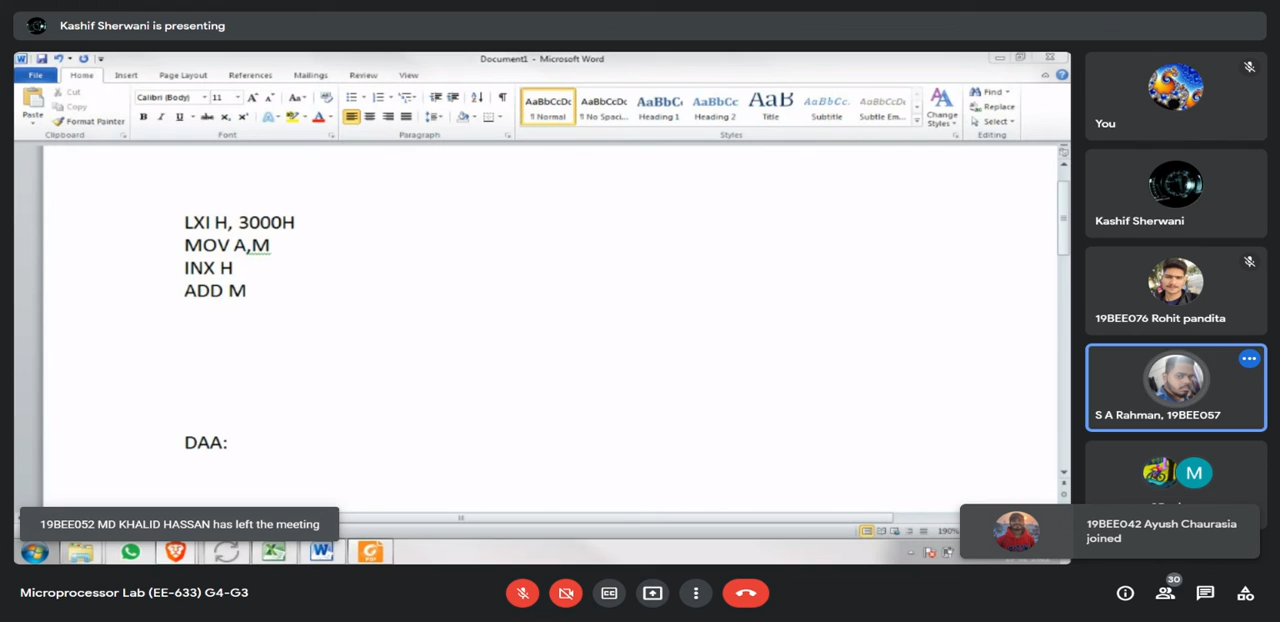 Kashif Sherwani is presenting
Document1 - Microsoft Word
File Home Insert Page Layout References Mailings Review View
Paste
Cut
Copy
Format Painter
Clipboard
Calibri (Body) 11
B I U abc x₂ x²
Font
Paragraph
AaBbCcDc AaBbCcDc AaBbC AaBbCc AaB AaBbCc. AaBbCcDc
¶ Normal ¶ No Spaci... Heading 1 Heading 2 Title Subtitle Subtle Em...
Styles
Change Styles
Find
Replace
Select
Editing
LXI H, 3000H
MOV A,M
INX H
ADD M
DAA:
190%
You
Kashif Sherwani
19BEE076 Rohit pandita
S A Rahman, 19BEE057
M
19BEE052 MD KHALID HASSAN has left the meeting
19BEE042 Ayush Chaurasia
joined
Microprocessor Lab (EE-633) G4-G3
30